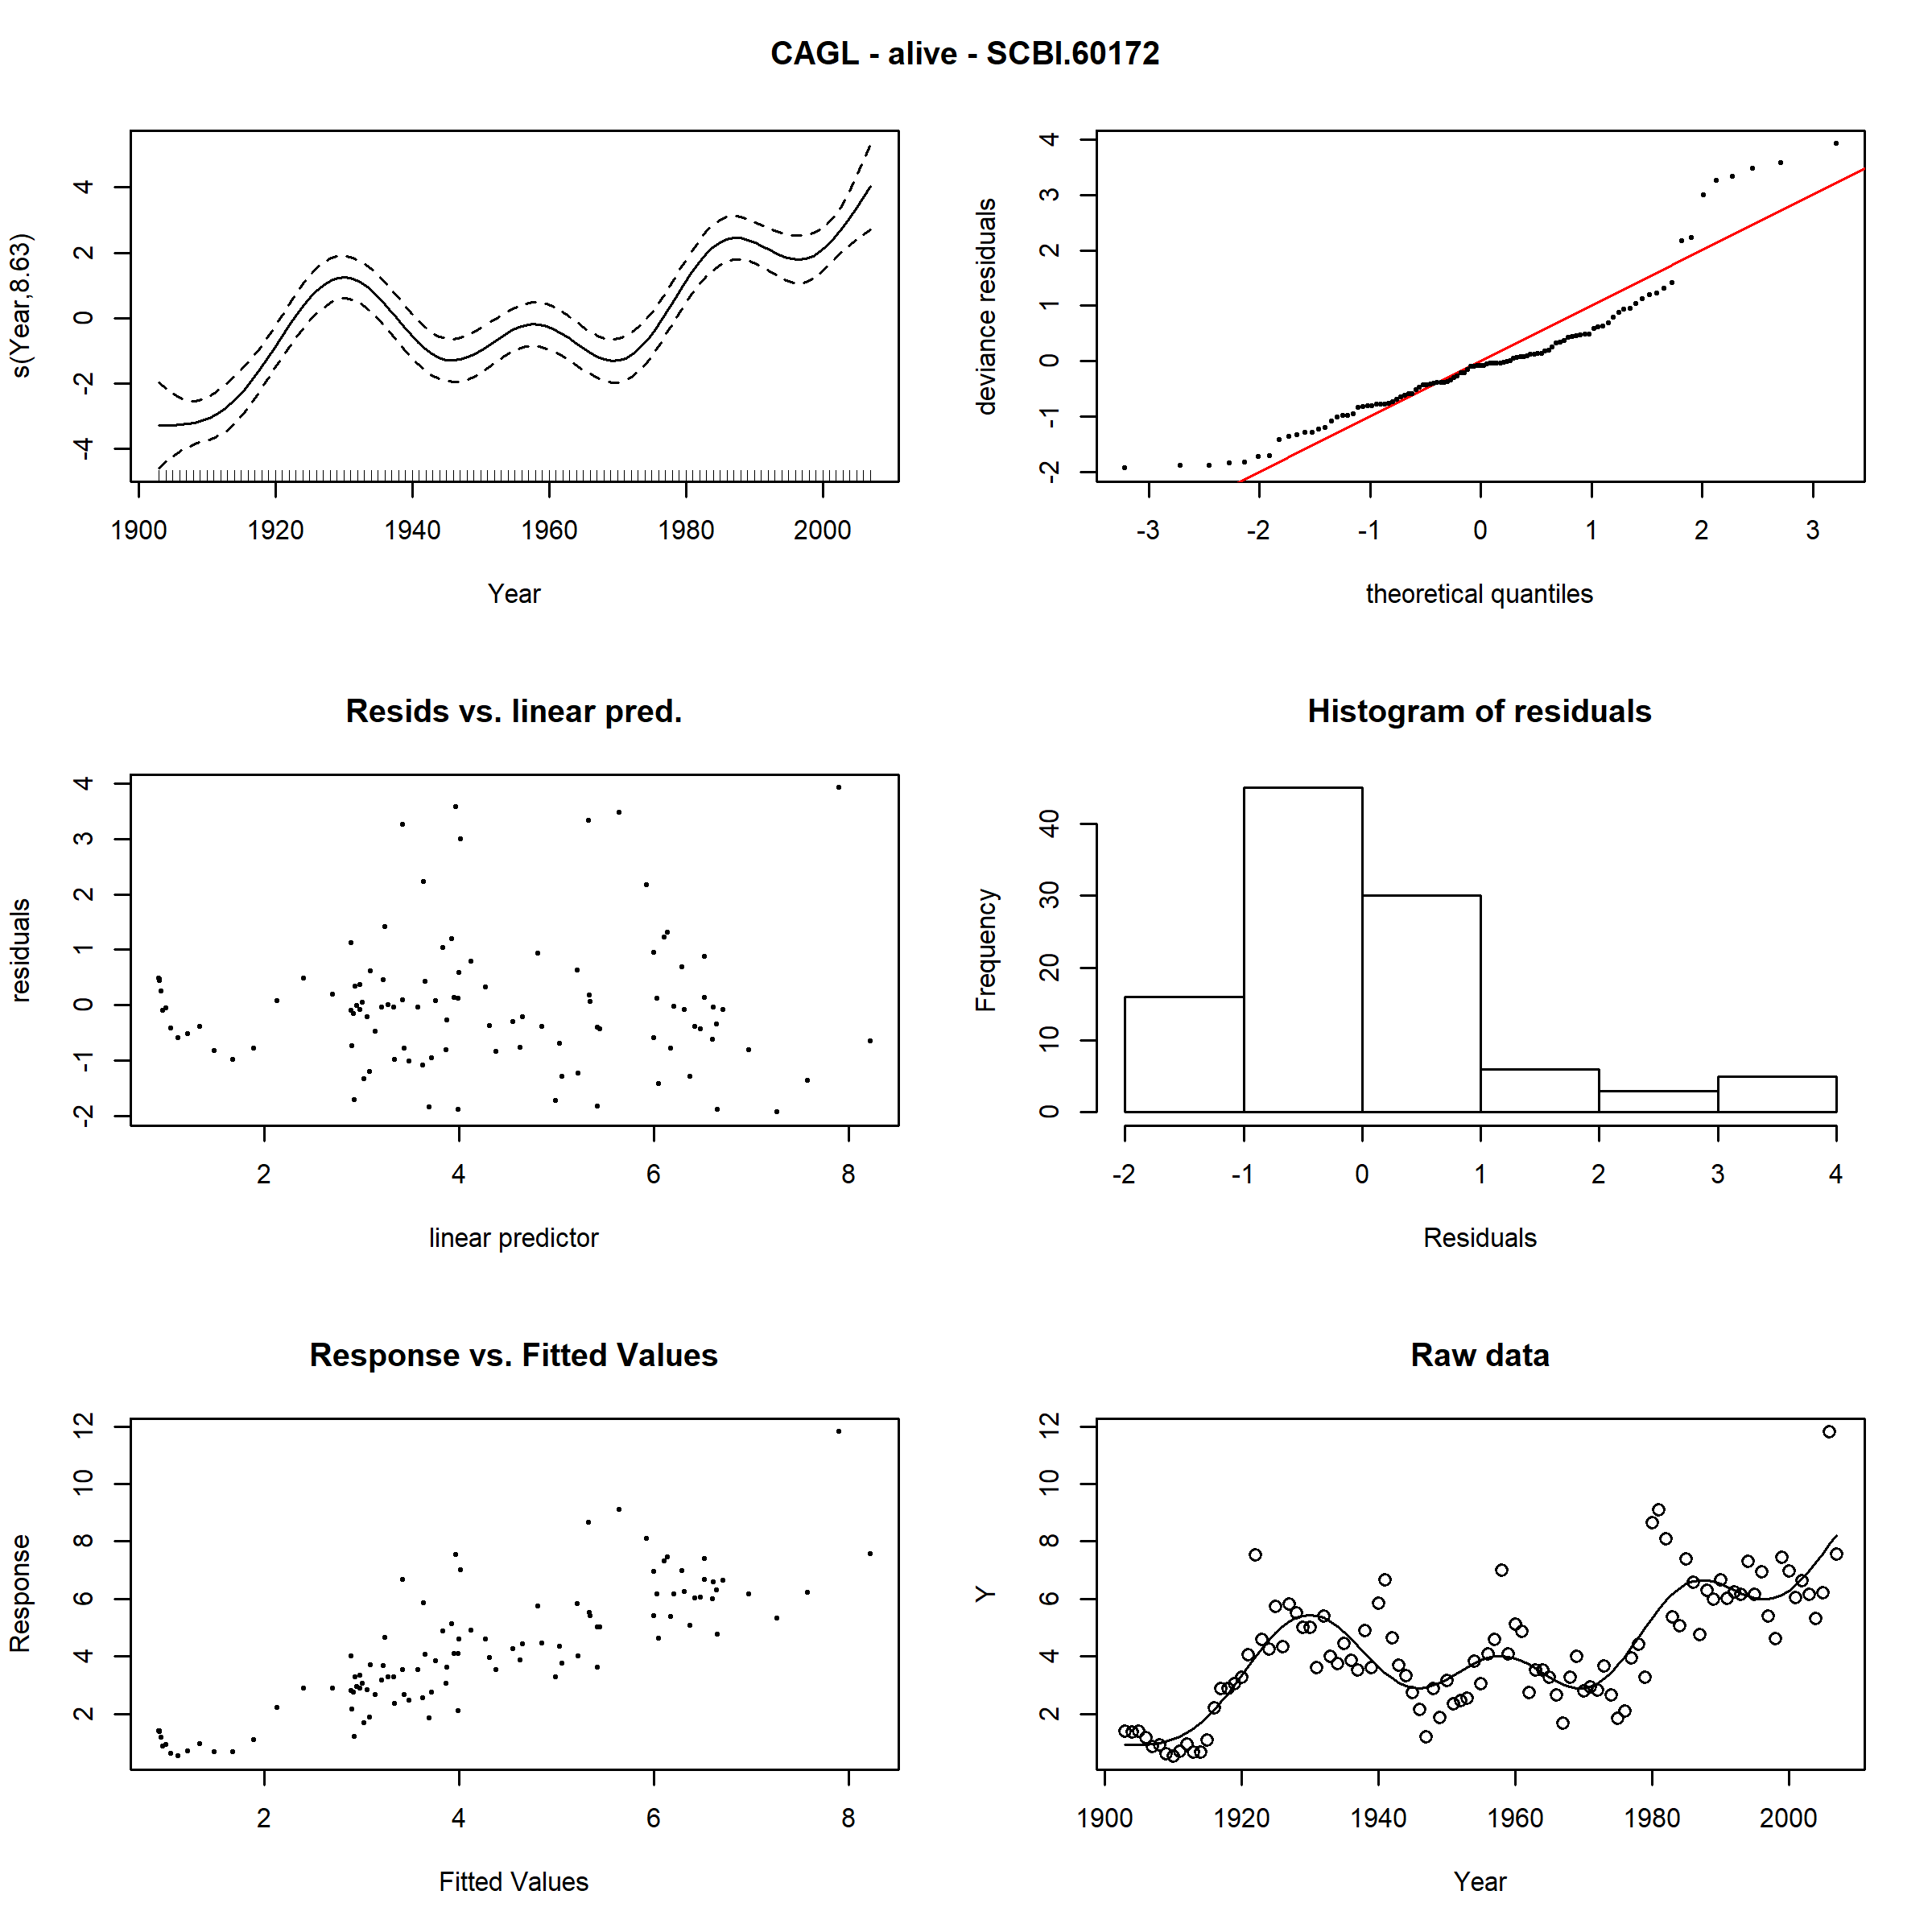 CAGL - alive - SCBI.60172
s(Year,8.63)
4
2
0
-2
-4
1900 1920 1940 1960 1980 2000
Year
deviance residuals
4
3
2
1
0
-1
-2
-3 -2 -1 0 1 2 3
theoretical quantiles
Resids vs. linear pred.
residuals
4
3
2
1
0
-1
-2
2 4 6 8
linear predictor
Histogram of residuals
Frequency
40
30
20
10
0
-2 -1 0 1 2 3 4
Residuals
Response vs. Fitted Values
Response
12
10
8
6
4
2
2 4 6 8
Fitted Values
Raw data
Y
12
10
8
6
4
2
1900 1920 1940 1960 1980 2000
Year